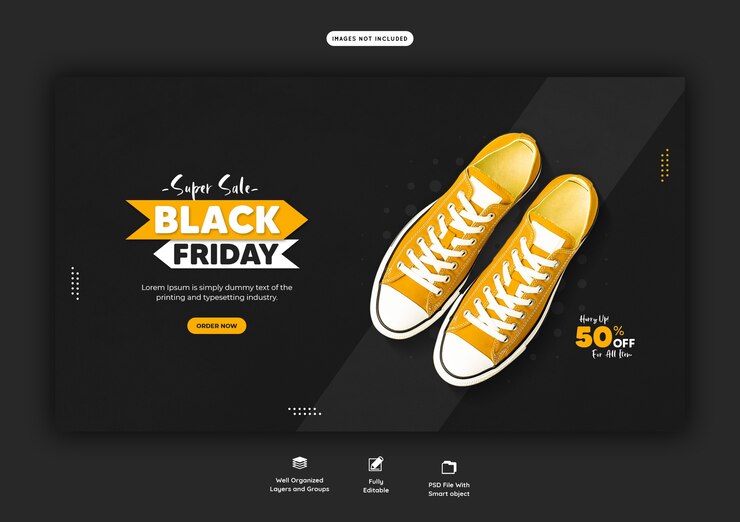 IMAGES NOT INCLUDED
-Super Sale-
BLACK
FRIDAY
Lorem Ipsum is simply dummy text of the
printing and typesetting industry.
ORDER NOW
Hurry Up!
50% OFF
For All Item
Well Organized
Layers and Groups
Fully
Editable
PSD File With
Smart object